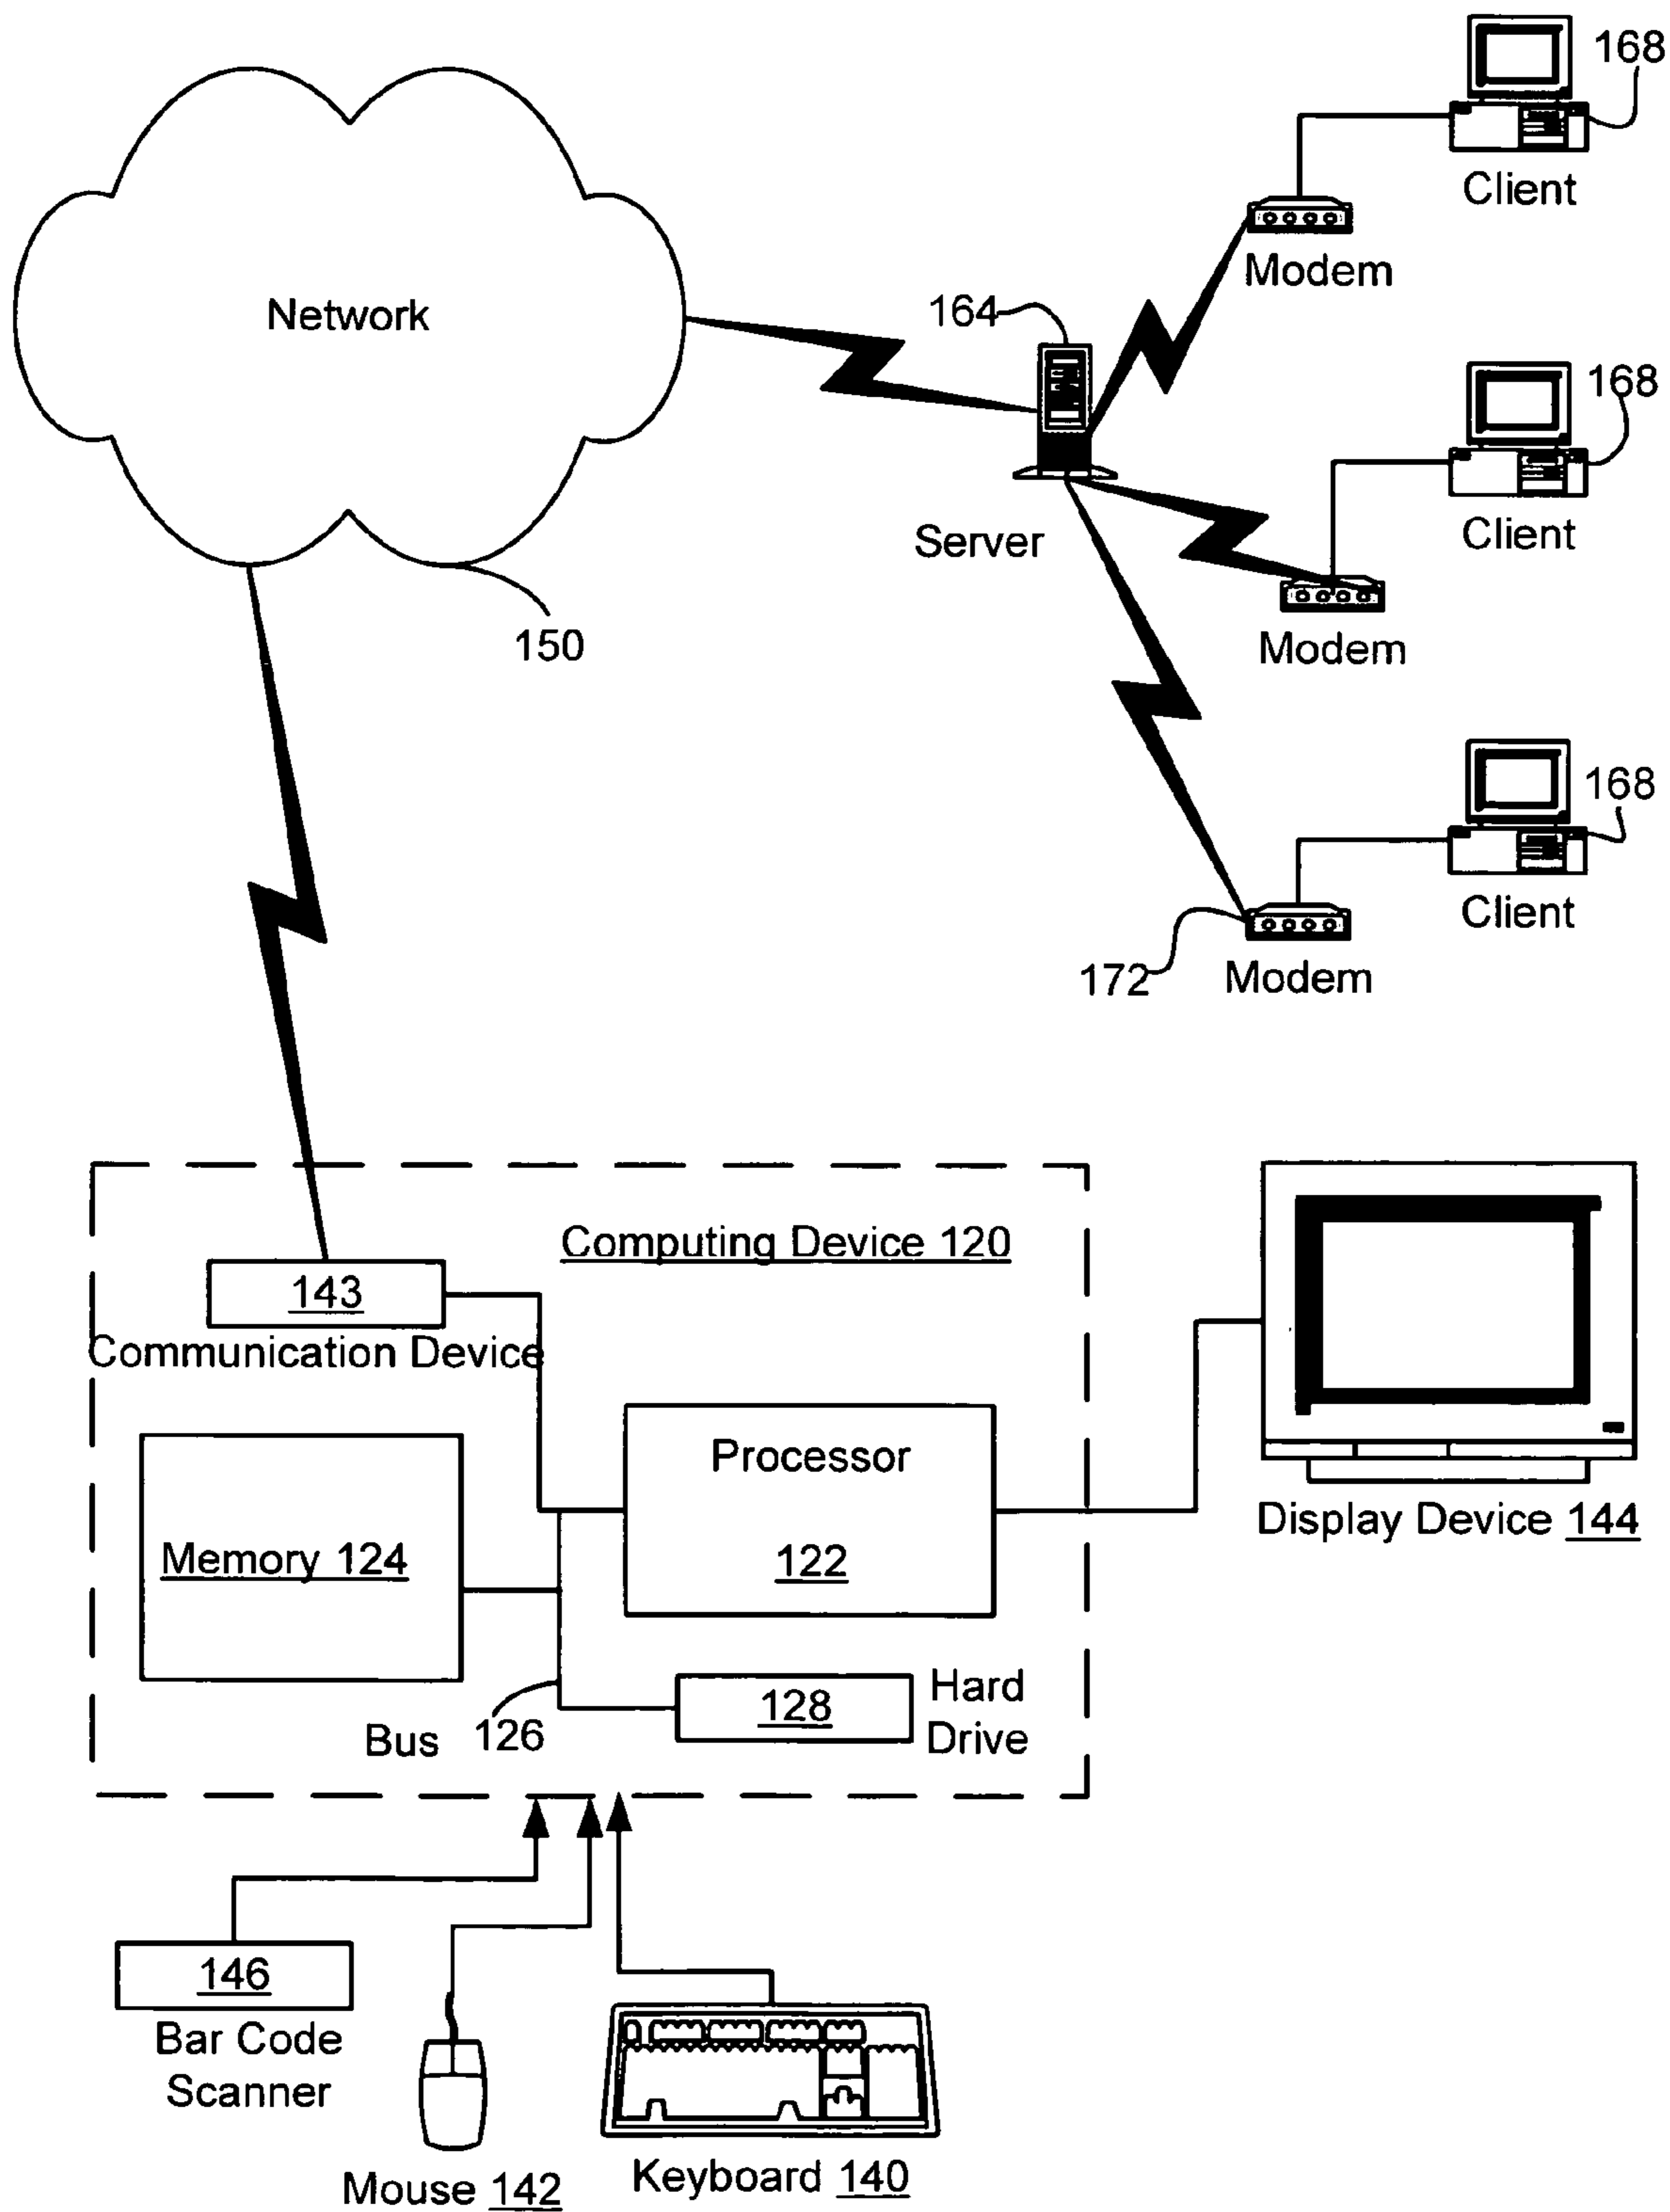 168
Client
Modem
Network
164
168
Client
Server
Modem
150
168
Client
172
Modem
Computing Device 120
143
Communication Device
Processor
122
Memory 124
Display Device 144
128
Hard
Drive
Bus
126
146
Bar Code
Scanner
Mouse 142
Keyboard 140